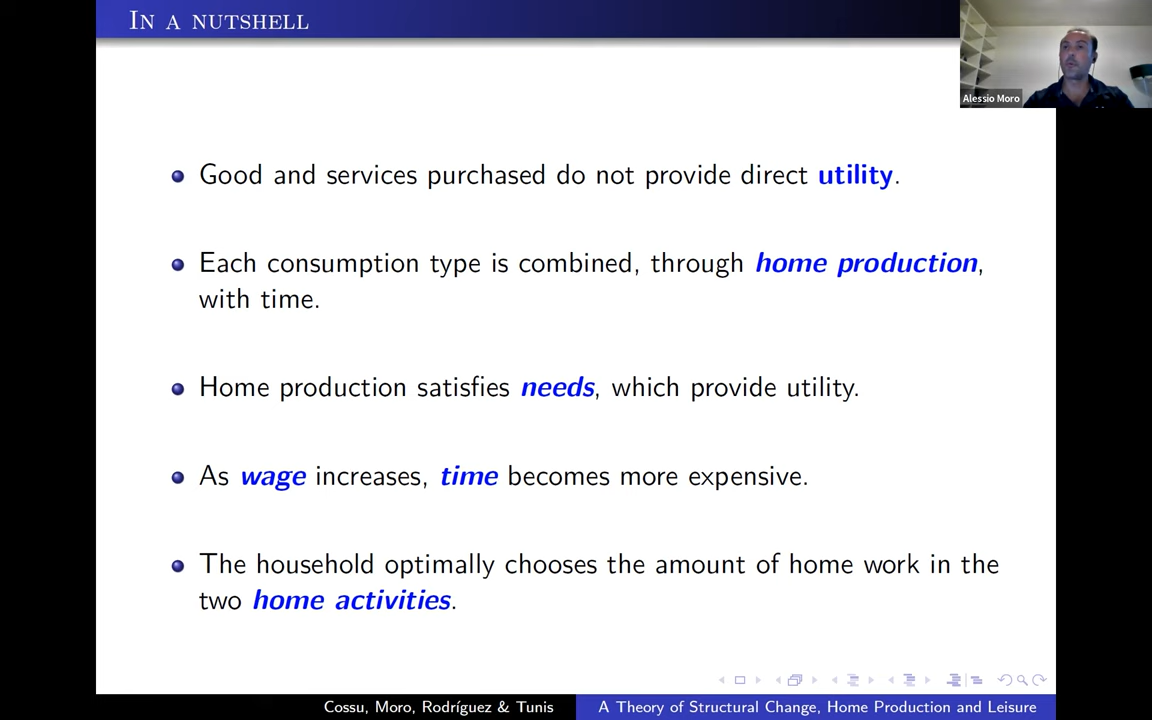 In a nutshell
Alessio Moro
Good and services purchased do not provide direct utility.
Each consumption type is combined, through home production,
with time.
Home production satisfies needs, which provide utility.
As wage increases, time becomes more expensive.
The household optimally chooses the amount of home work in the
two home activities.
Cossu, Moro, Rodríguez & Tunis
A Theory of Structural Change, Home Production and Leisure